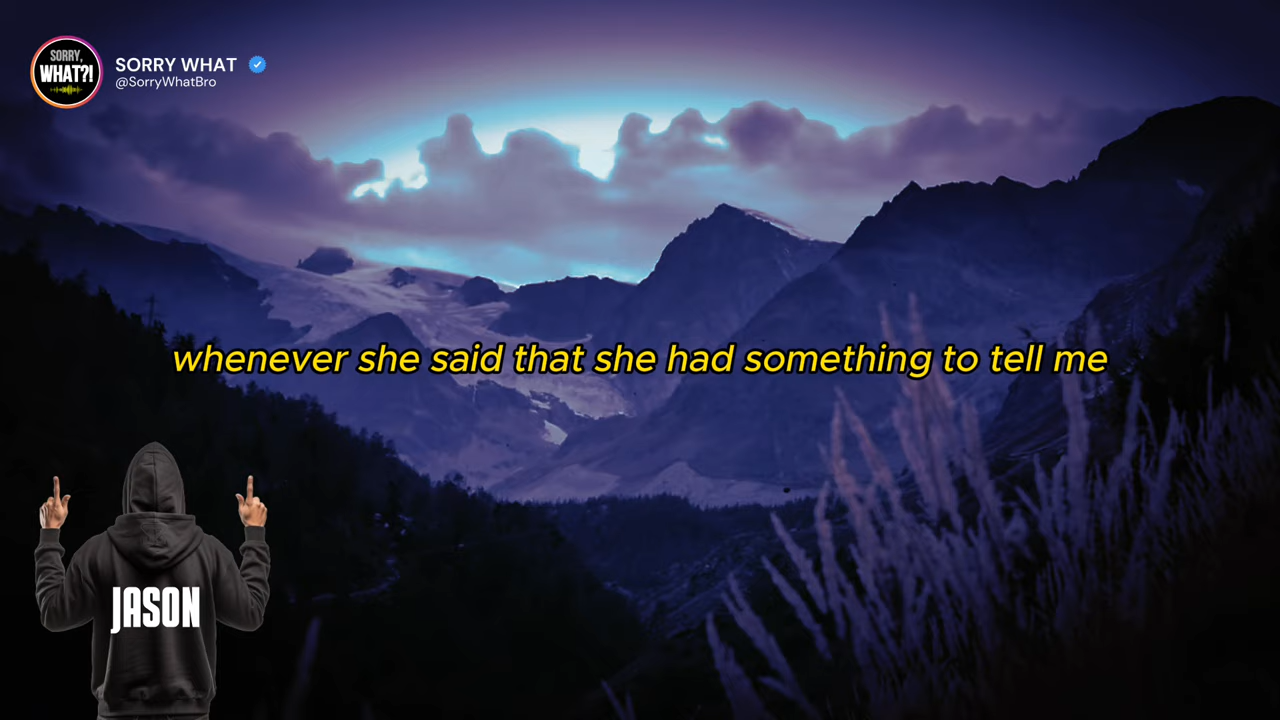 SORRY,
WHAT?!
SORRY WHAT
@SorryWhatBro
whenever she said that she had something to tell me
JASON